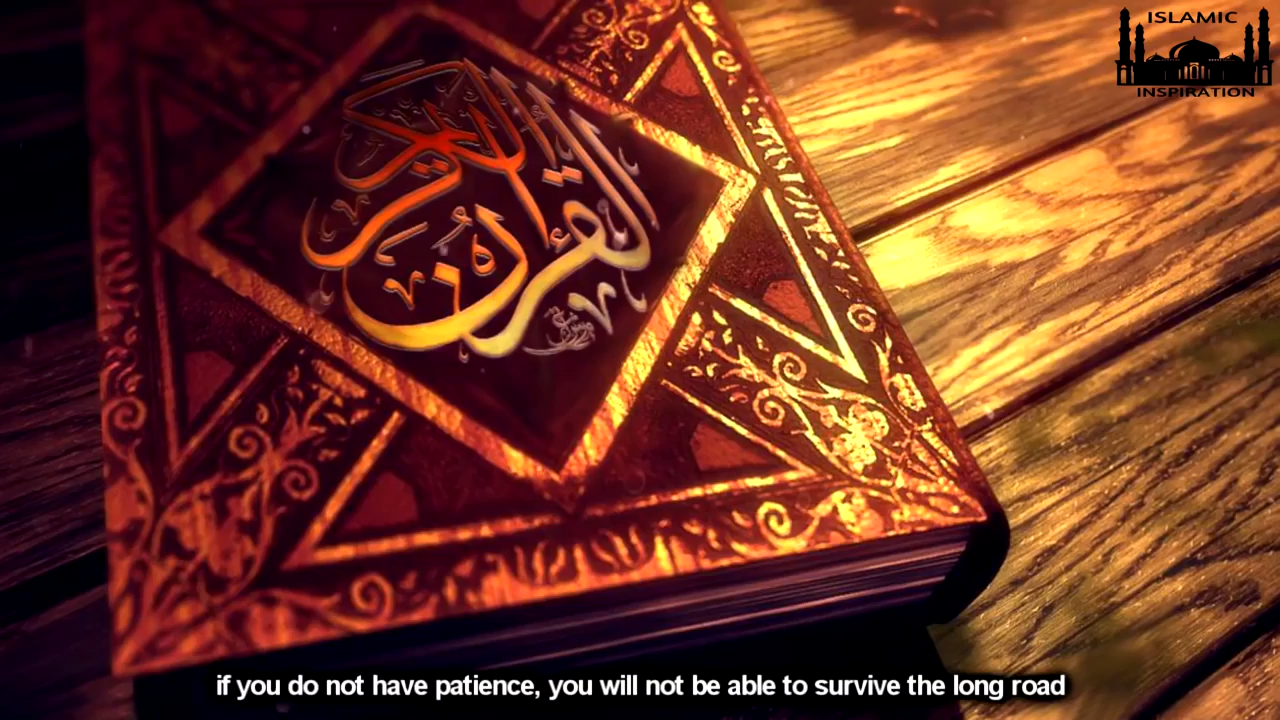 ISLAMIC
INSPIRATION
القرآن الكريم
if you do not have patience, you will not be able to survive the long road